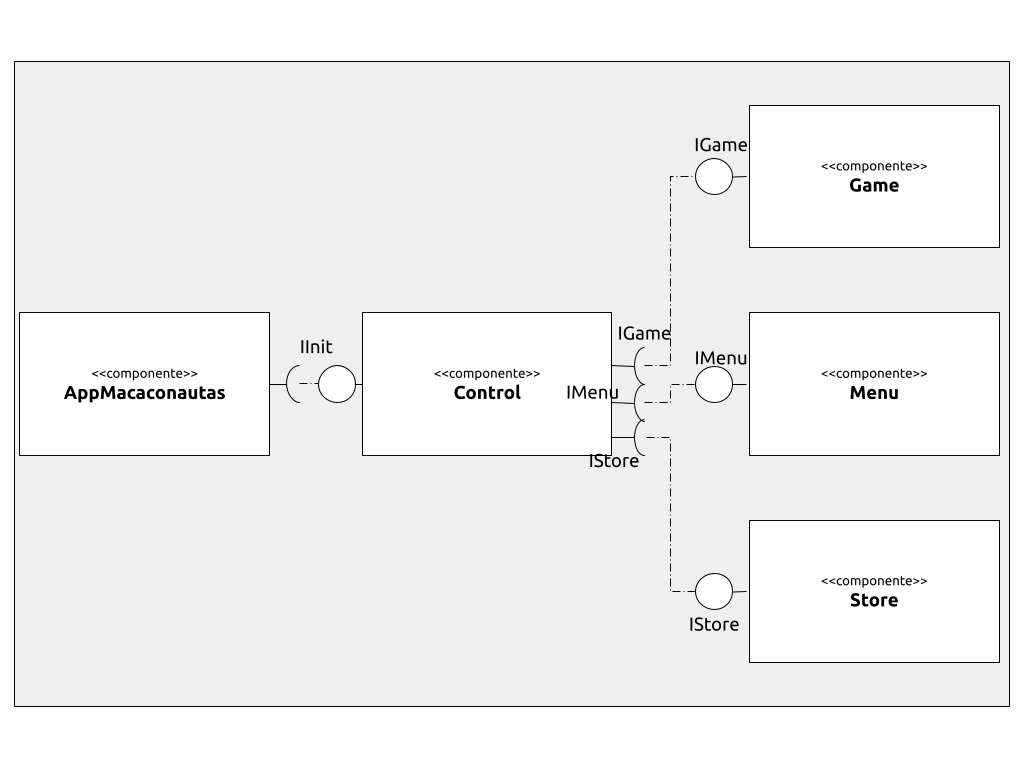 IGame
<<componente>>
Game
IInit
<<componente>>
AppMacaconautas
<<componente>>
Control
IGame
IMenu
IStore
IMenu
<<componente>>
Menu
<<componente>>
Store
IStore